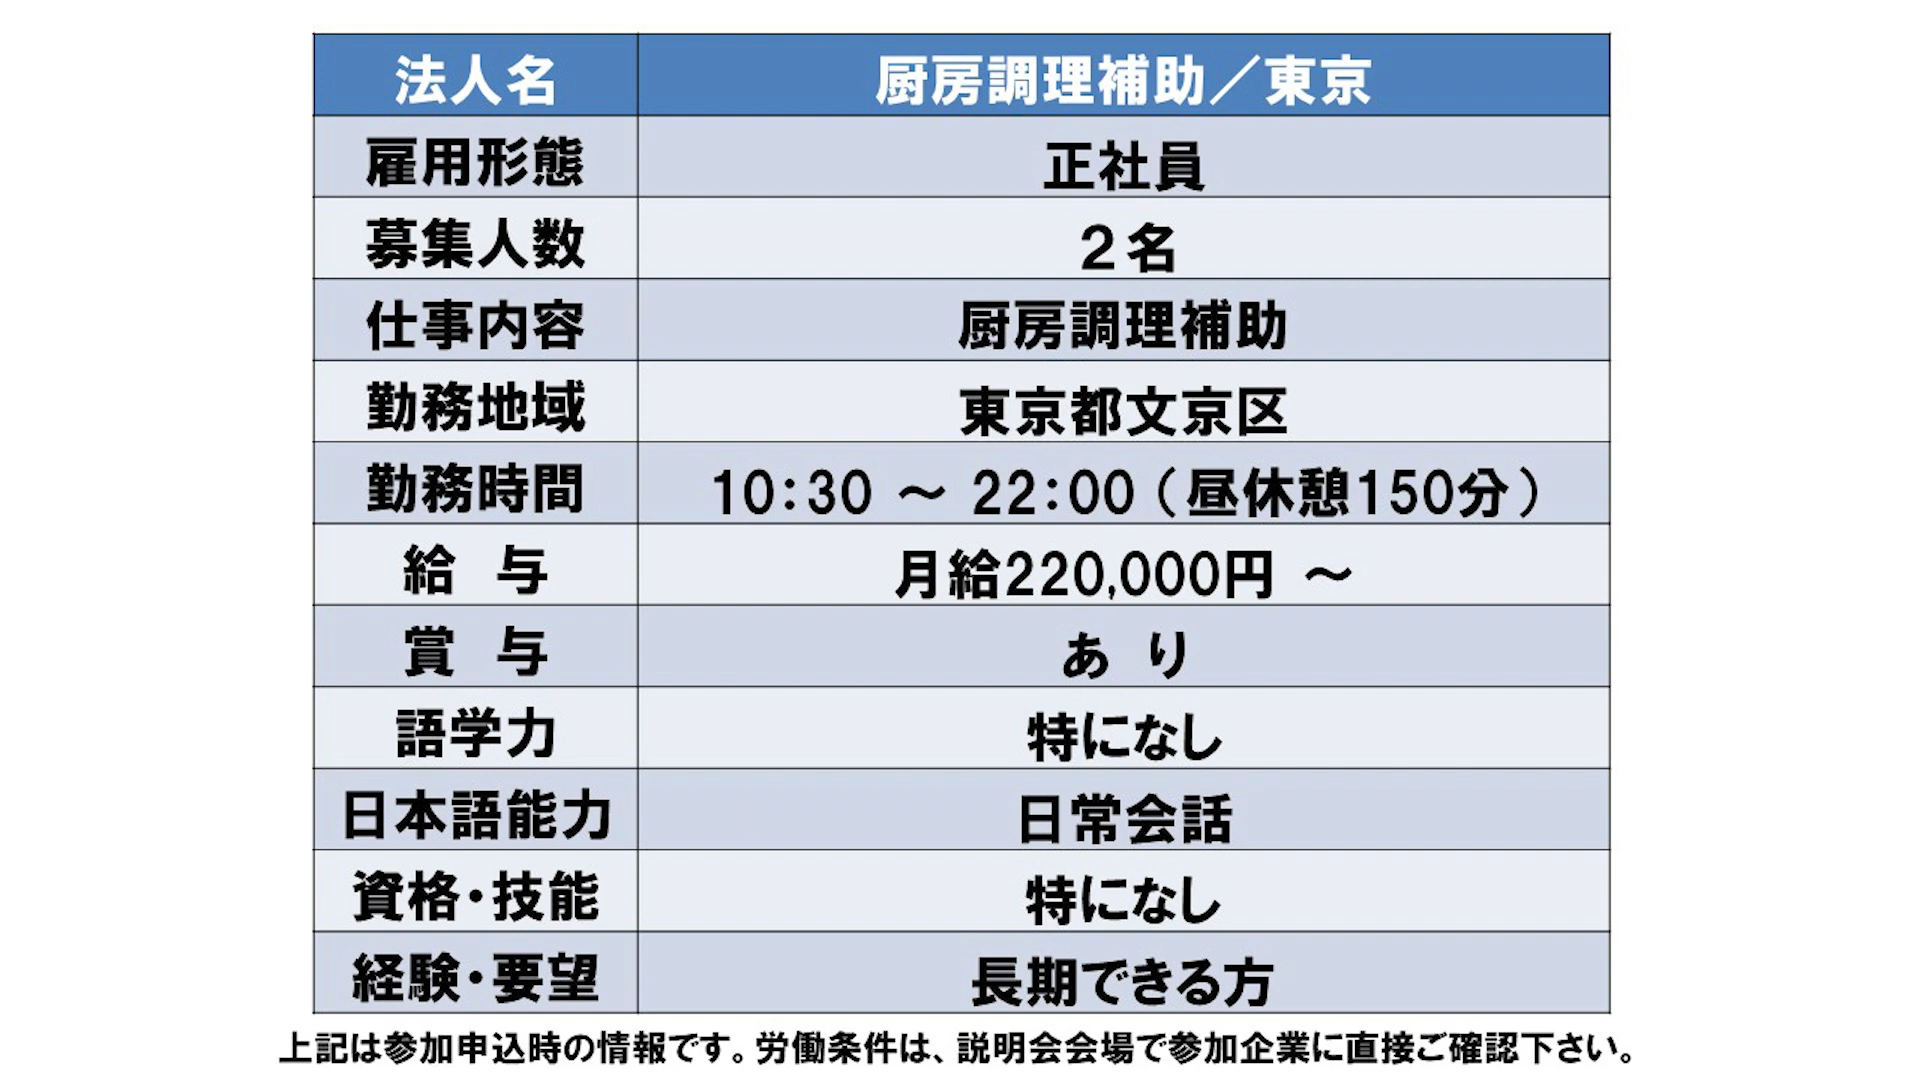 法人名 厨房調理補助／東京
雇用形態 正社員
募集人数 ２名
仕事内容 厨房調理補助
勤務地域 東京都文京区
勤務時間 10：30 ～ 22：00（昼休憩150分）
給　与 月給220,000円 ～
賞　与 あ り
語学力 特になし
日本語能力 日常会話
資格・技能 特になし
経験・要望 長期できる方
上記は参加申込時の情報です。労働条件は、説明会会場で参加企業に直接ご確認下さい。